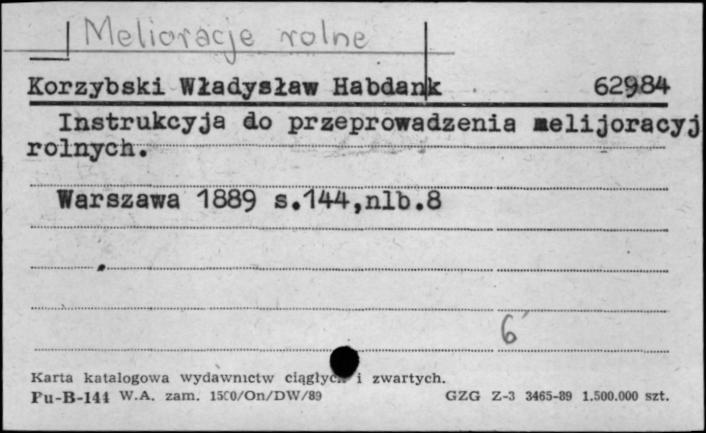 Melioracje rolne
Korzybski Władysław Habdank 62984
Instrukcyja do przeprowadzenia melijoracyj
rolnych.
Warszawa 1889 s.144,nlb.8
6
Karta katalogowa wydawnictw ciągłych i zwartych.
Pu-B-144 W.A. zam. 1500/On/DW/89 GZG Z-3 3465-89 1.500.000 szt.